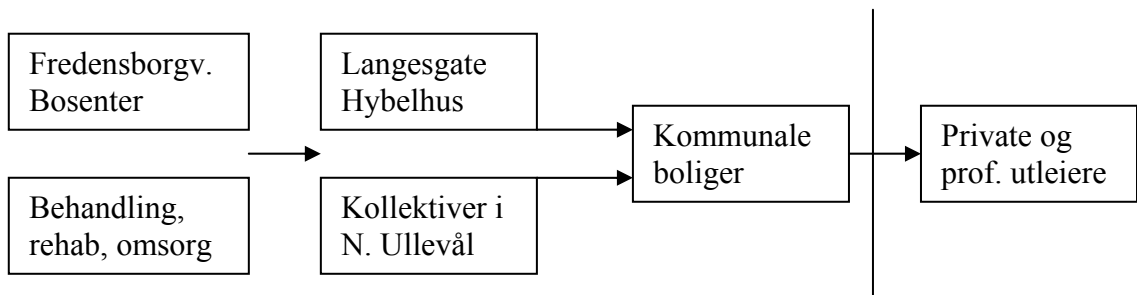 Fredensborgv.
Bosenter
Behandling,
rehab, omsorg
Langesgate
Hybelhus
Kollektiver i
N. Ullevål
Kommunale
boliger
Private og
prof. utleiere